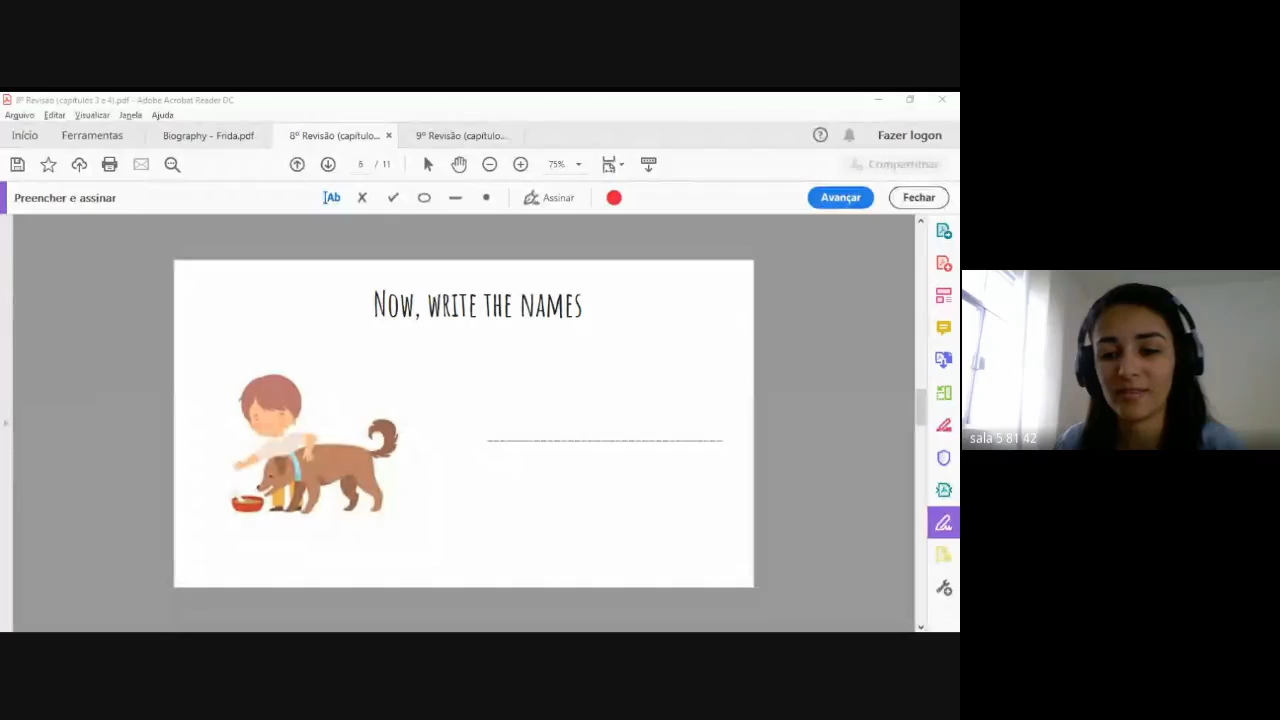 8º Revisão (capítulos 3 e 4).pdf - Adobe Acrobat Reader DC
Arquivo Editar Visualizar Janela Ajuda
Início Ferramentas Biography - Frida.pdf 8º Revisão (capítulo... × 9º Revisão (capítulo... Fazer logon
6 / 11 75% Compartilhar
Preencher e assinar Ab Assinar Avançar Fechar
Now, write the names
sala 5 81 42